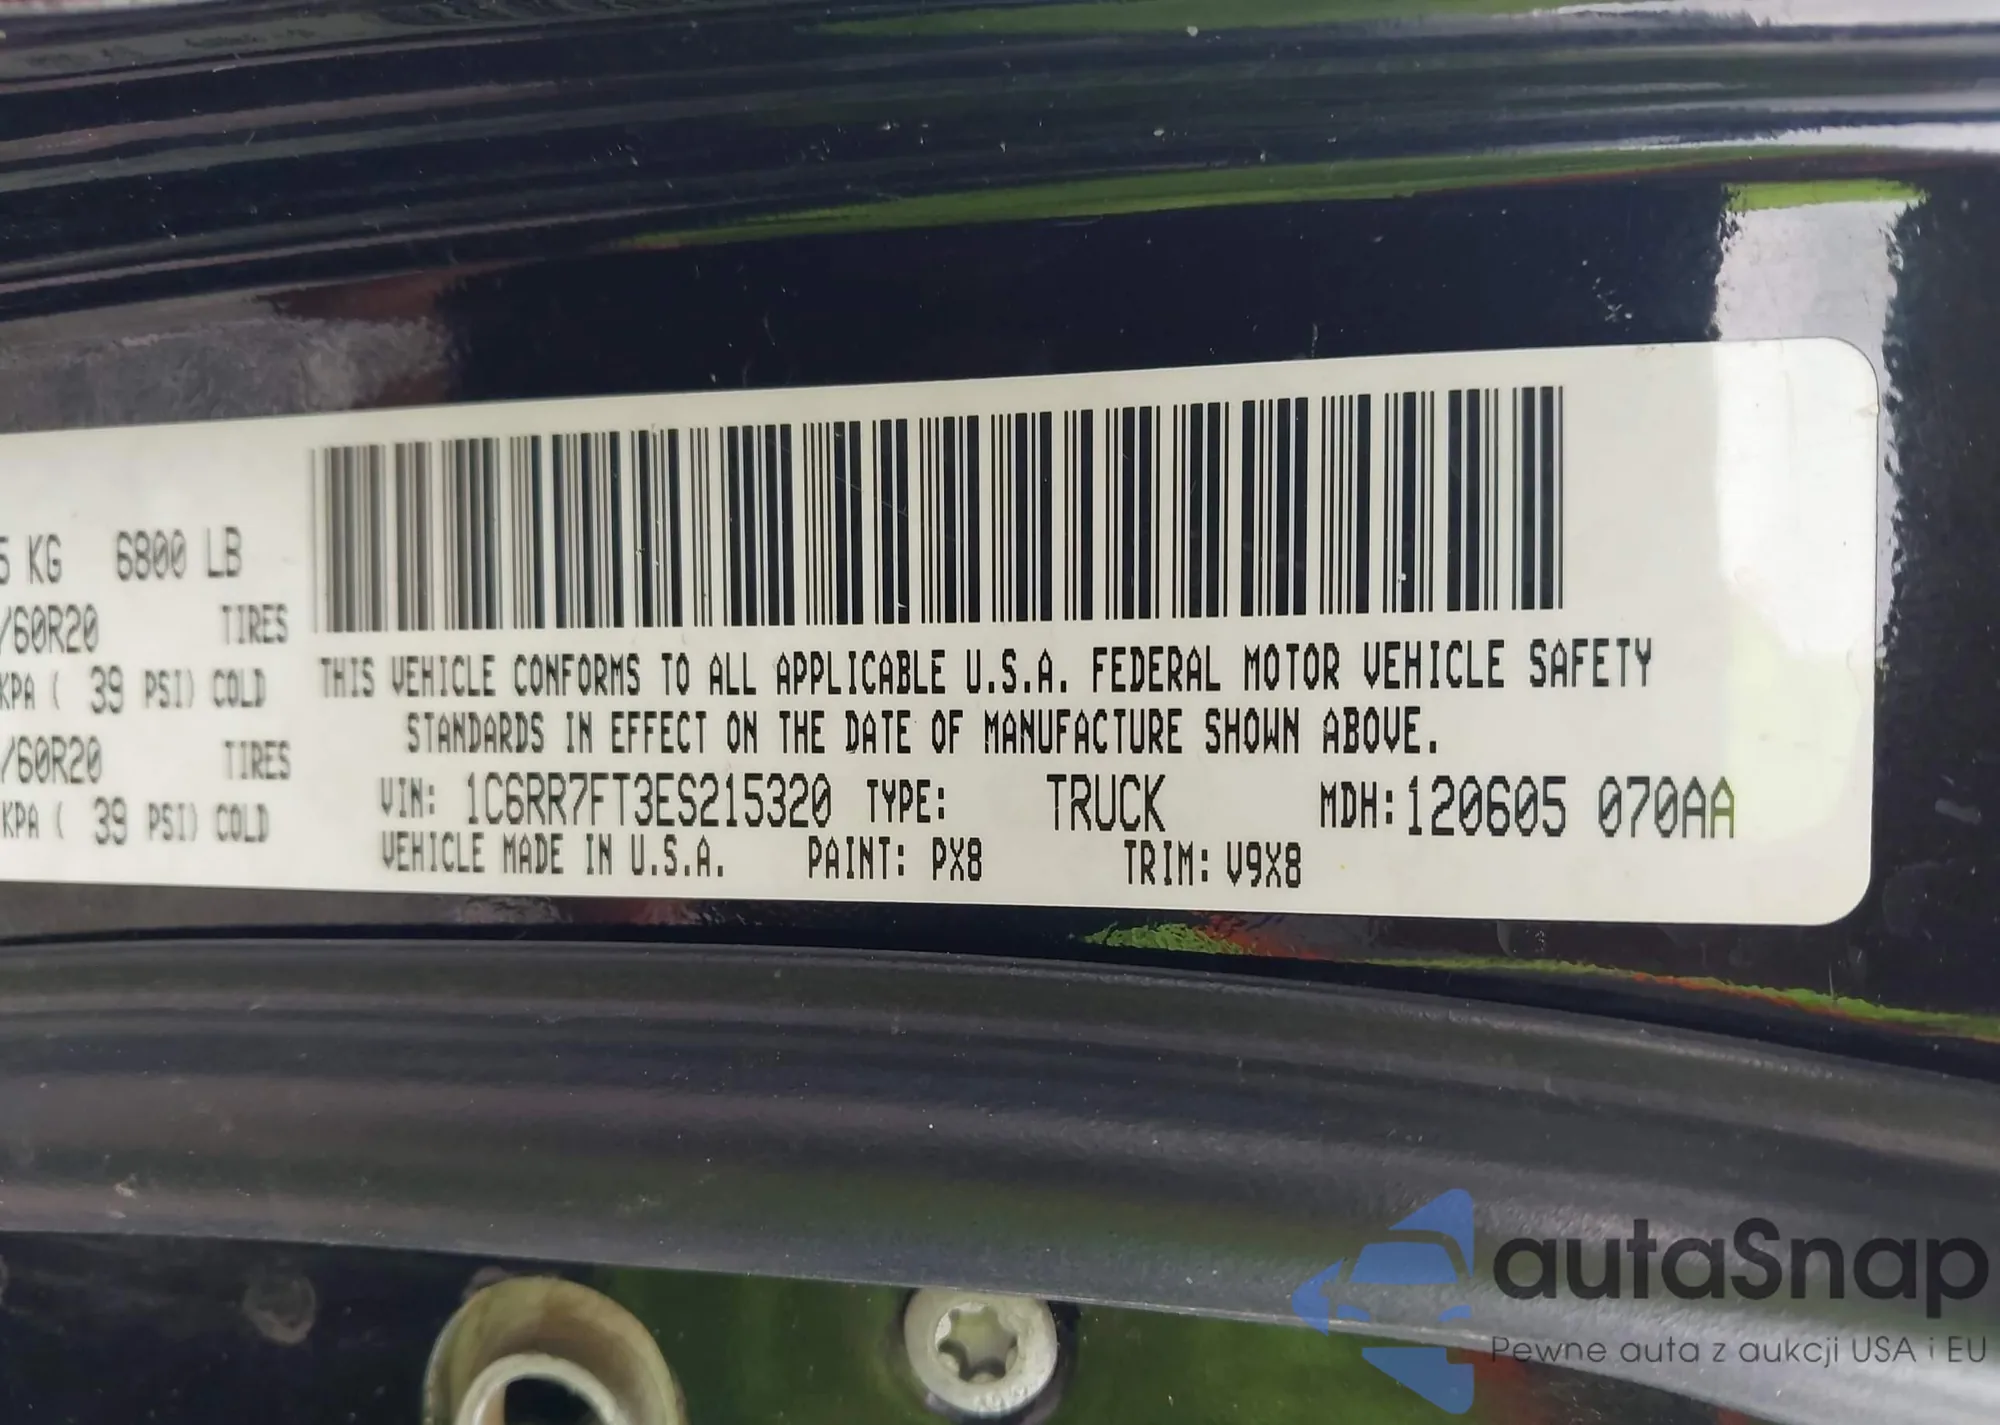 5 KG 6800 LB
/60R20 TIRES
KPA ( 39 PSI) COLD
/60R20 TIRES
KPA ( 39 PSI) COLD
THIS VEHICLE CONFORMS TO ALL APPLICABLE U.S.A. FEDERAL MOTOR VEHICLE SAFETY
STANDARDS IN EFFECT ON THE DATE OF MANUFACTURE SHOWN ABOVE.
VIN: 1C6RR7FT3ES215320 TYPE: TRUCK MDH:120605 070AA
VEHICLE MADE IN U.S.A. PAINT: PX8 TRIM: V9X8
autaSnap
Pewne auta z aukcji USA i EU